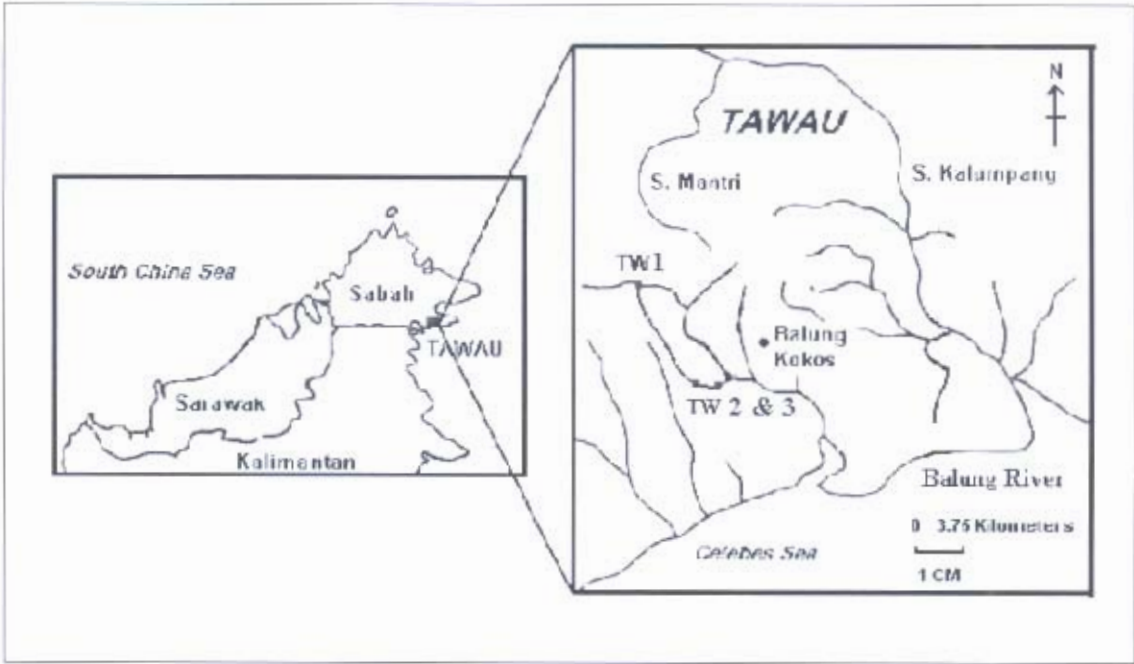 South China Sea
Sabah
TAWAU
Sarawak
Kalimantan
N
TAWAU
S. Mantri
S. Kalumpang
TW1
Balung
Kokos
TW 2 & 3
Balung River
0 3.75 Kilometers
1 CM
Celebes Sea